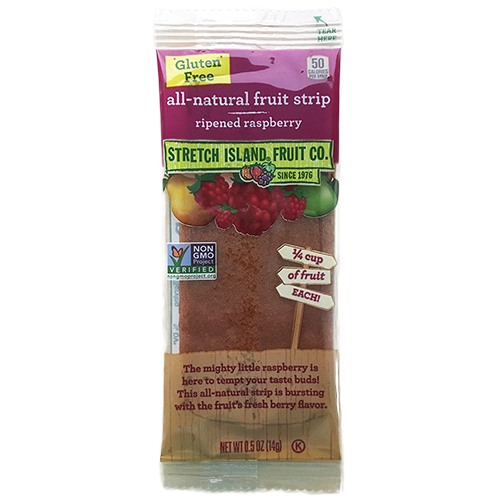 TEAR
HERE
Gluten
Free
50
CALORIES
all-natural fruit strip
ripened raspberry
STRETCH ISLAND FRUIT CO.
SINCE 1976
NON
GMO
Project
VERIFIED
nongmoproject.org
1/4 cup
of fruit
EACH!
The mighty little raspberry is
here to tempt your taste buds!
This all-natural strip is bursting
with the fruit's fresh berry flavor.
NET WT 0.5 OZ (14g)
K